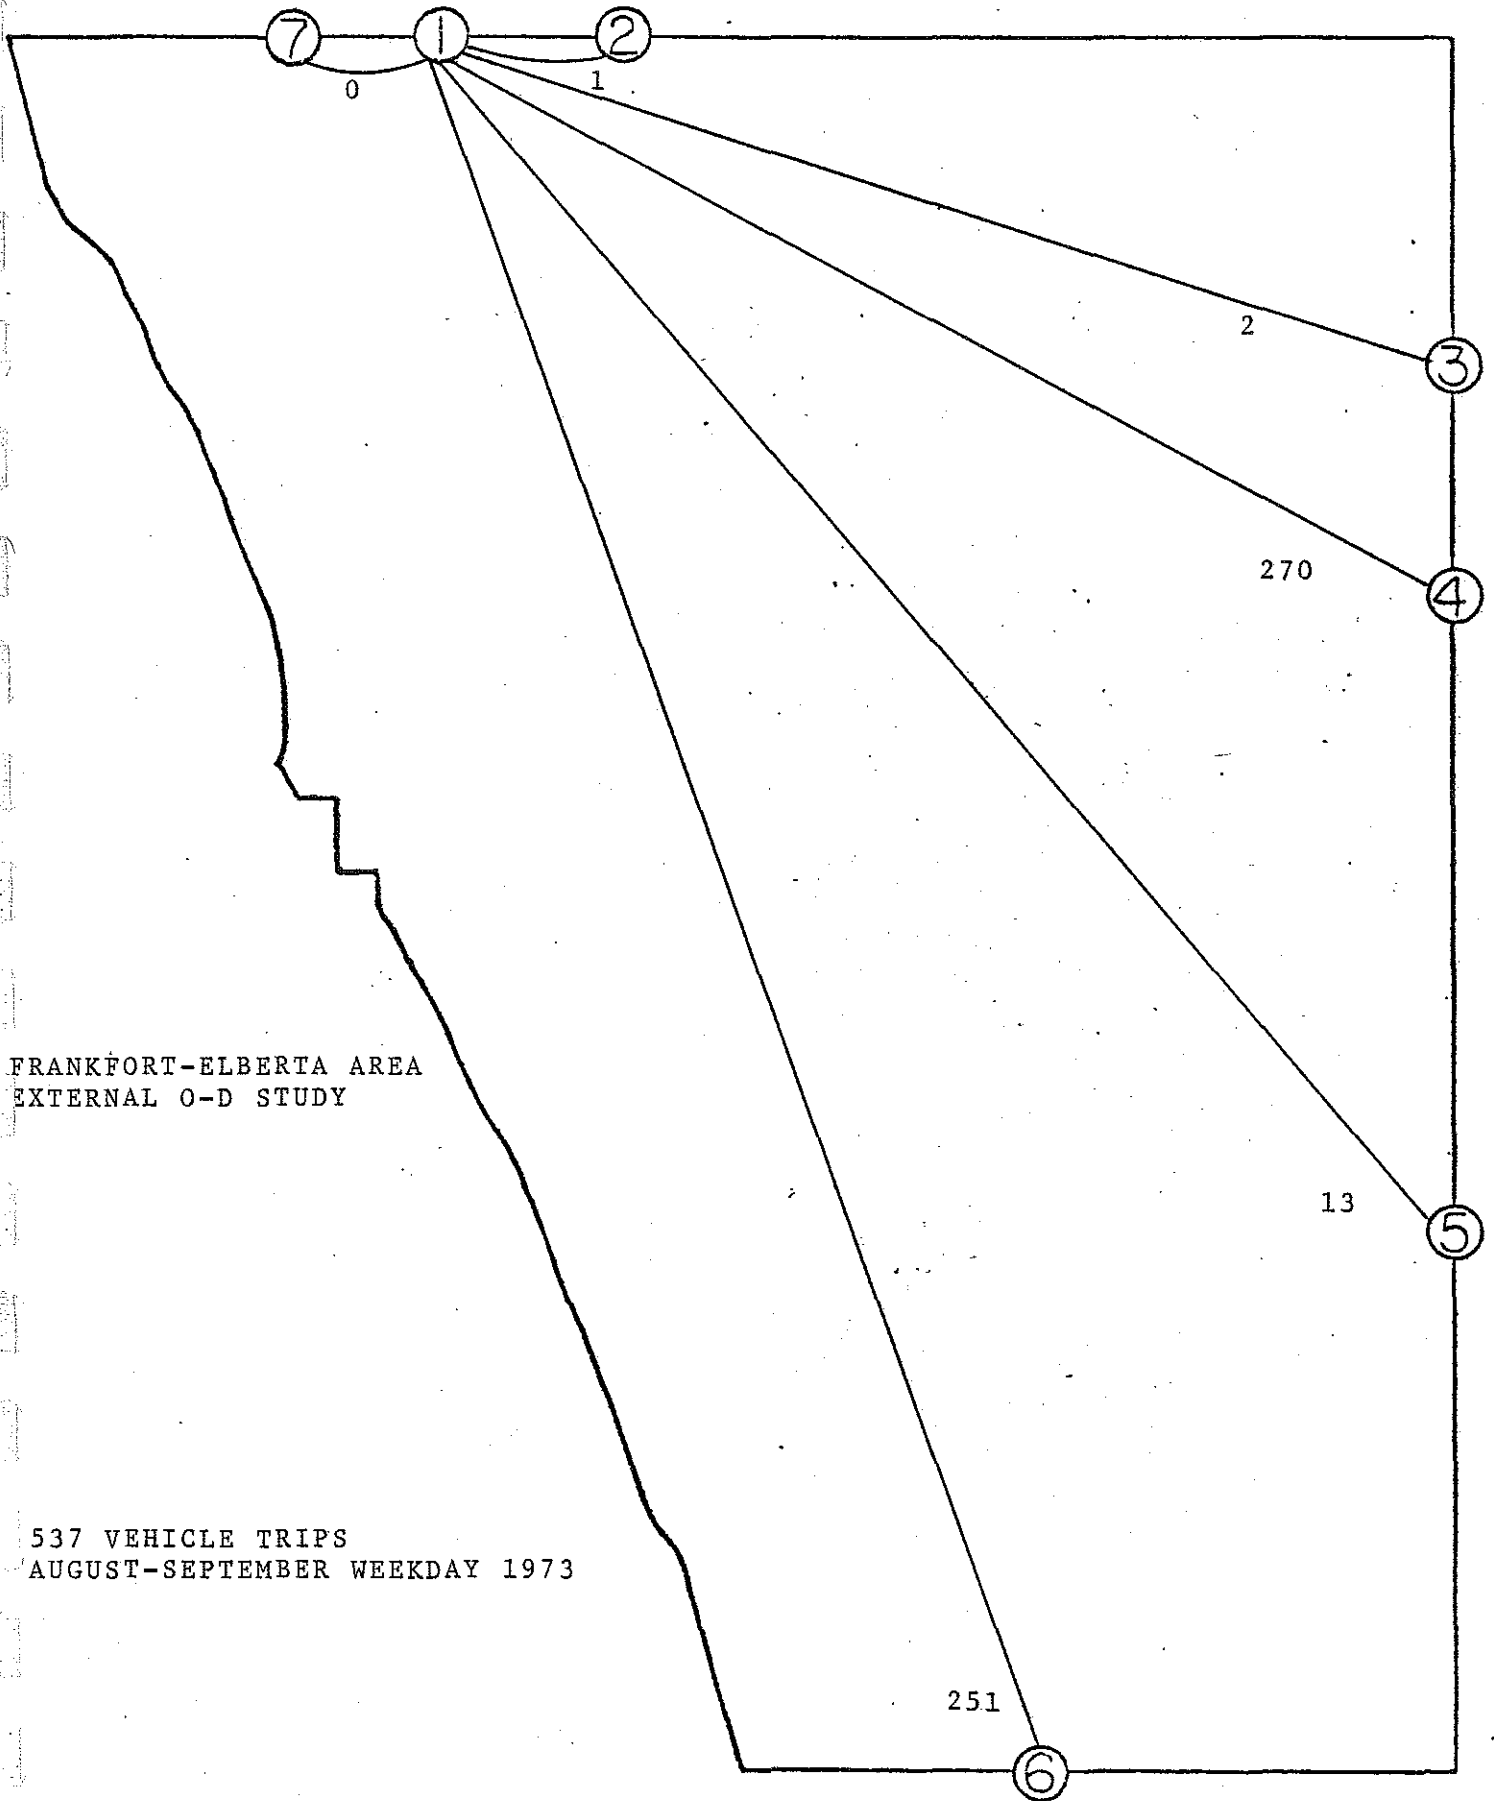 7 1 2
0 1
2
3
270
4
FRANKFORT-ELBERTA AREA
EXTERNAL O-D STUDY
13
5
537 VEHICLE TRIPS
AUGUST-SEPTEMBER WEEKDAY 1973
251
6